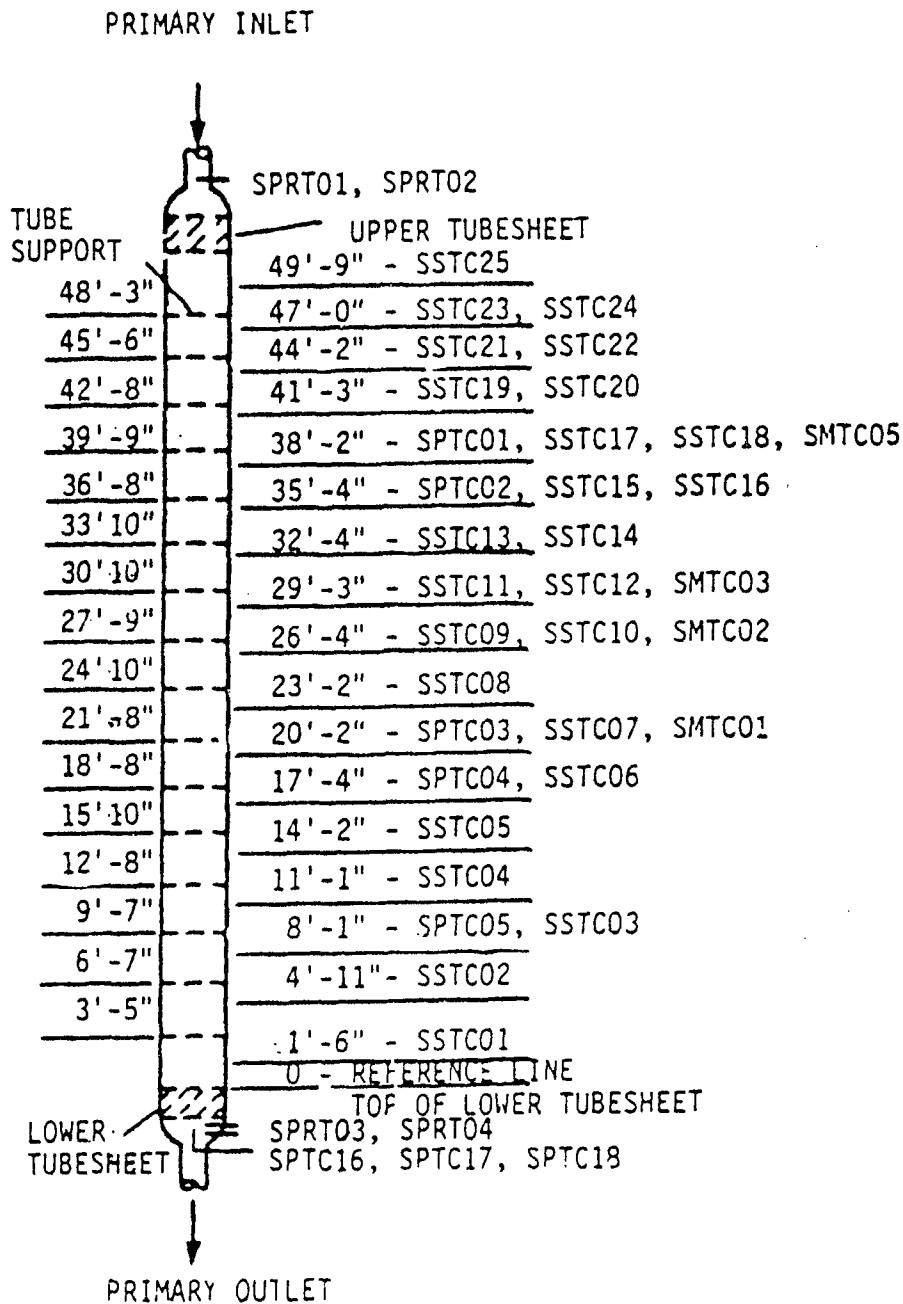 PRIMARY INLET
SPRT01, SPRT02
TUBE
SUPPORT
UPPER TUBESHEET
49'-9" - SSTC25
48'-3"
47'-0" - SSTC23, SSTC24
45'-6"
44'-2" - SSTC21, SSTC22
42'-8"
41'-3" - SSTC19, SSTC20
39'-9"
38'-2" - SPTC01, SSTC17, SSTC18, SMTC05
36'-8"
35'-4" - SPTC02, SSTC15, SSTC16
33'10"
32'-4" - SSTC13, SSTC14
30'10"
29'-3" - SSTC11, SSTC12, SMTC03
27'-9"
26'-4" - SSTC09, SSTC10, SMTC02
24'10"
23'-2" - SSTC08
21'-8"
20'-2" - SPTC03, SSTC07, SMTC01
18'-8"
17'-4" - SPTC04, SSTC06
15'10"
14'-2" - SSTC05
12'-8"
11'-1" - SSTC04
9'-7"
8'-1" - SPTC05, SSTC03
6'-7"
4'-11"- SSTC02
3'-5"
1'-6" - SSTC01
0 - REFERENCE LINE
TOP OF LOWER TUBESHEET
LOWER
TUBESHEET
SPRT03, SPRT04
SPTC16, SPTC17, SPTC18
PRIMARY OUTLET